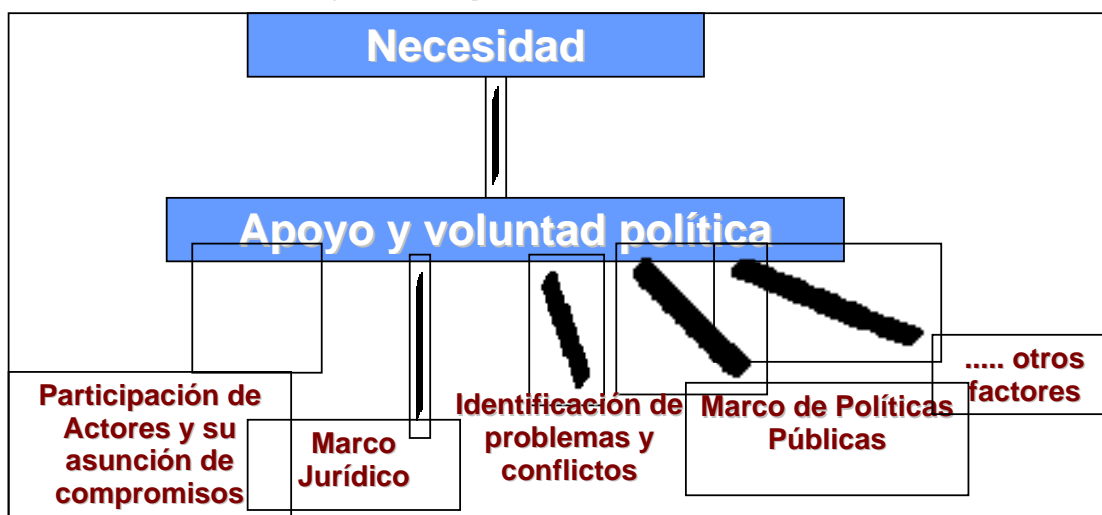 Necesidad
Apoyo y voluntad política
Participación de
Actores y su
asunción de
compromisos
Marco
Jurídico
Identificación de
problemas y
conflictos
Marco de Políticas
Públicas
..... otros
factores